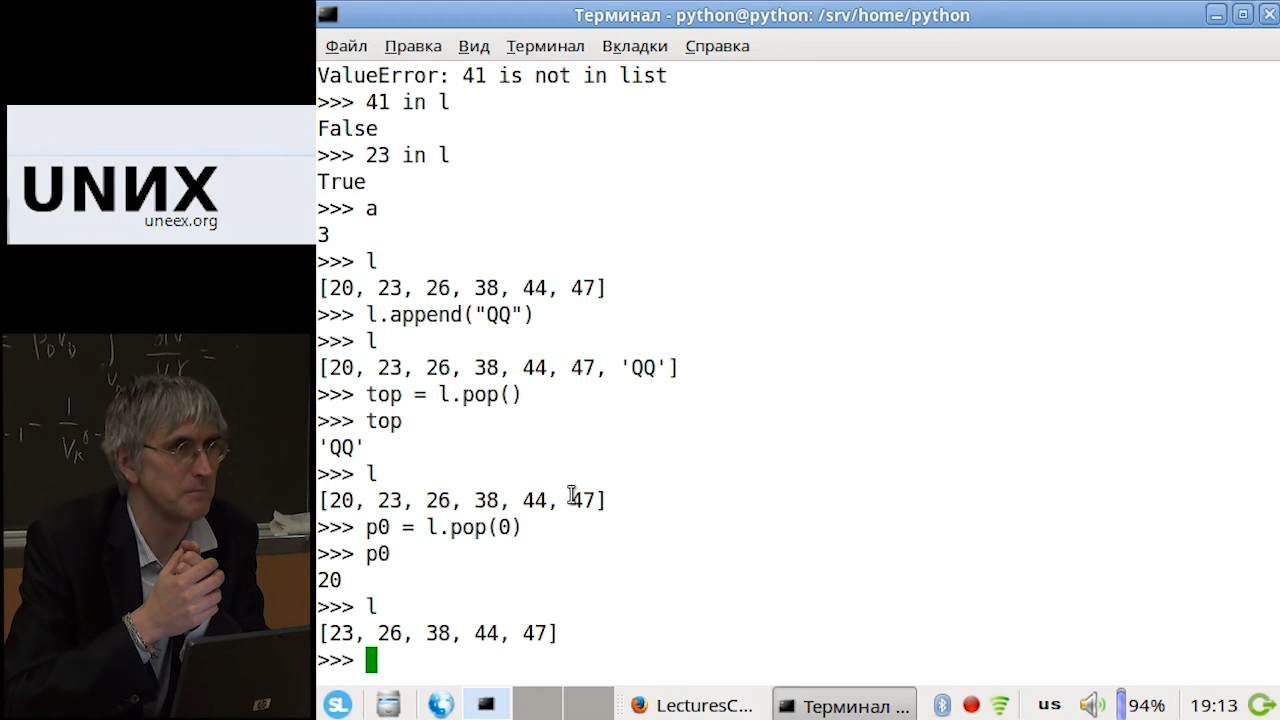 Терминал - python@python: /srv/home/python
Файл Правка Вид Терминал Вкладки Справка
ValueError: 41 is not in list
>>> 41 in l
False
>>> 23 in l
True
>>> a
3
>>> l
[20, 23, 26, 38, 44, 47]
>>> l.append("QQ")
>>> l
[20, 23, 26, 38, 44, 47, 'QQ']
>>> top = l.pop()
>>> top
'QQ'
>>> l
[20, 23, 26, 38, 44, 47]
>>> p0 = l.pop(0)
>>> p0
20
>>> l
[23, 26, 38, 44, 47]
>>>
UNИX
uneex.org
SL
LecturesC...
Терминал ...
us
94%
19:13
hp